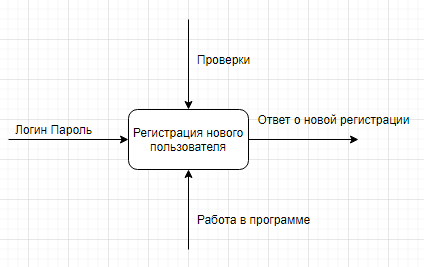 Проверки
Логин Пароль
Регистрация нового
пользователя
Ответ о новой регистрации
Работа в программе